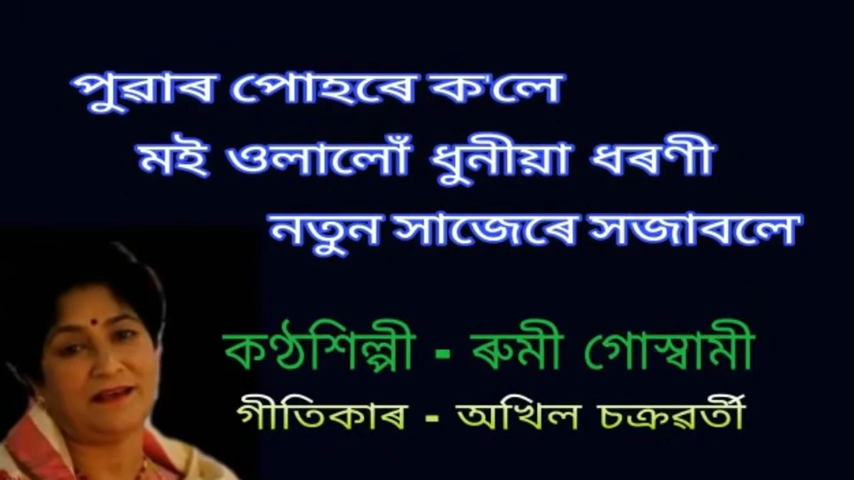 পুৱাৰ পোহৰে ক'লে
মই ওলালোঁ ধুনীয়া ধৰণী
নতুন সাজেৰে সজাবলে'
কণ্ঠশিল্পী - ৰুমী গোস্বামী
গীতিকাৰ - অখিল চক্ৰৱৰ্তী